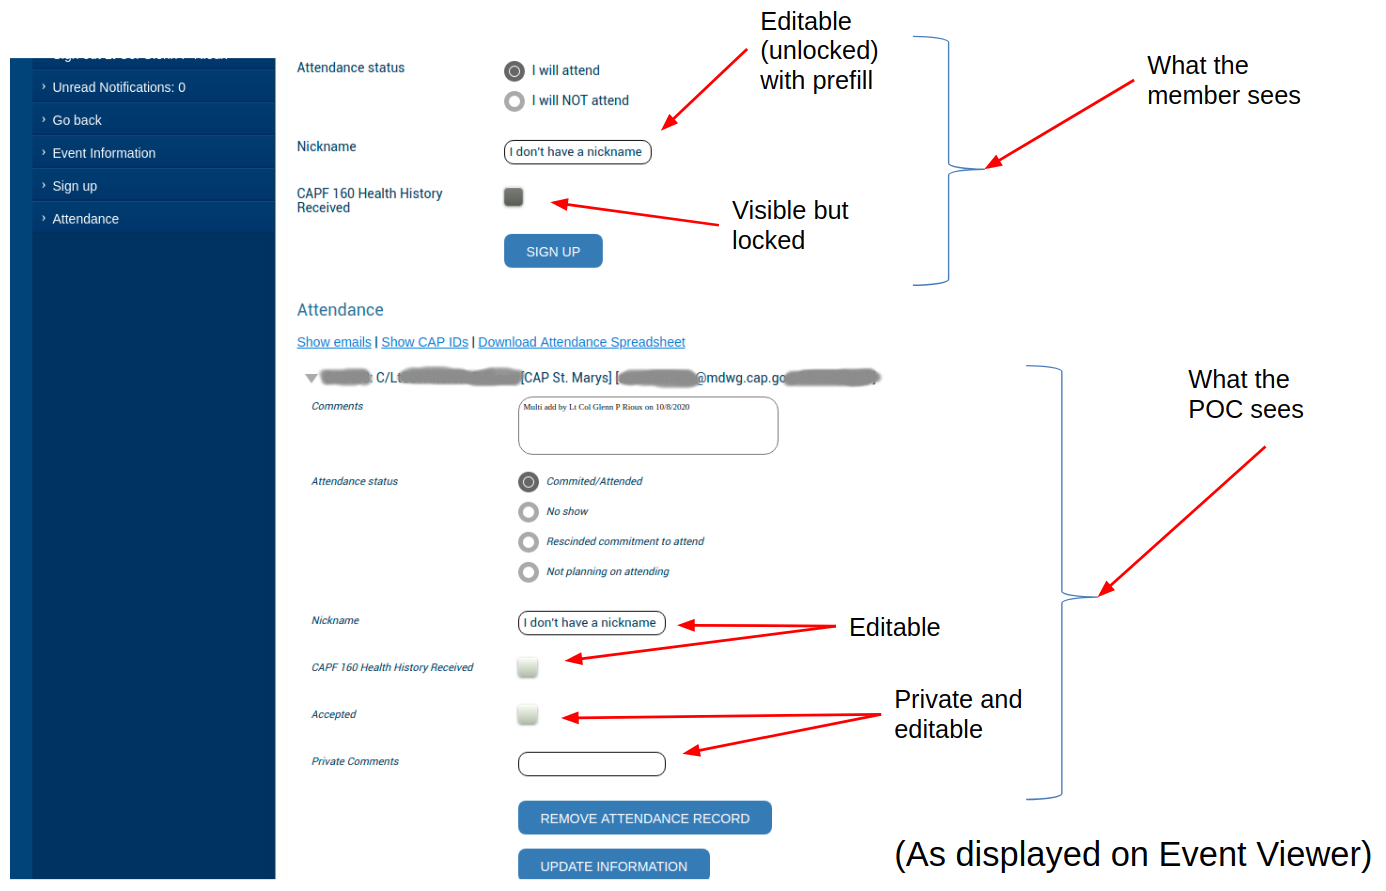 Editable
(unlocked)
with prefill
What the
member sees
Unread Notifications: 0
Go back
Event Information
Sign up
Attendance
Attendance status
I will attend
I will NOT attend
Nickname
I don't have a nickname
CAPF 160 Health History
Received
Visible but
locked
SIGN UP
Attendance
Show emails | Show CAP IDs | Download Attendance Spreadsheet
C/Lt [CAP St. Marys] [ @mdwg.cap.go
What the
POC sees
Comments
Multi add by Lt Col Glenn P Rioux on 10/8/2020
Attendance status
Commited/Attended
No show
Rescinded commitment to attend
Not planning on attending
Nickname
I don't have a nickname
Editable
CAPF 160 Health History Received
Accepted
Private and
editable
Private Comments
REMOVE ATTENDANCE RECORD
UPDATE INFORMATION
(As displayed on Event Viewer)